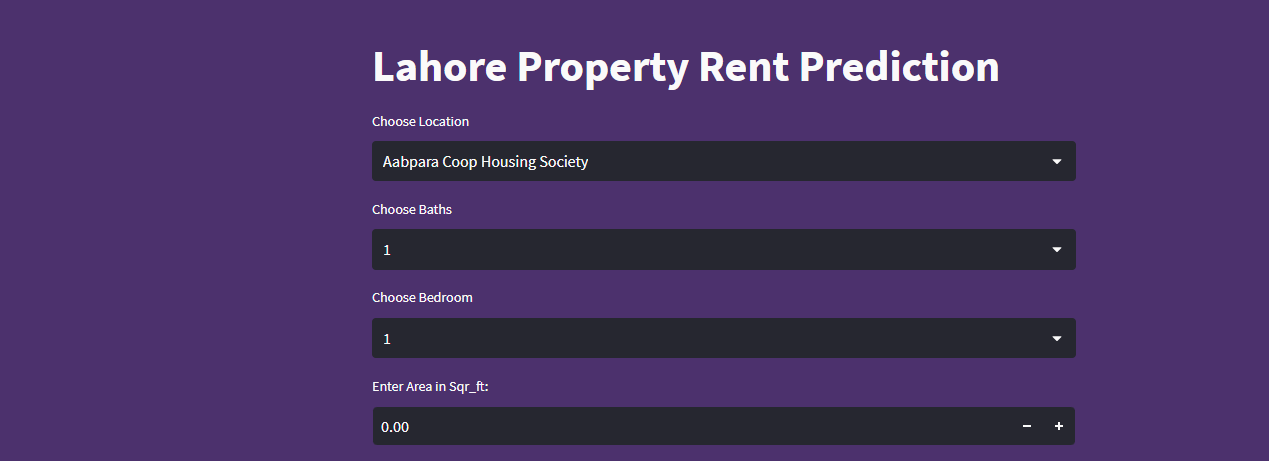 Lahore Property Rent Prediction
Choose Location
Aabpara Coop Housing Society
Choose Baths
1
Choose Bedroom
1
Enter Area in Sqr_ft:
0.00